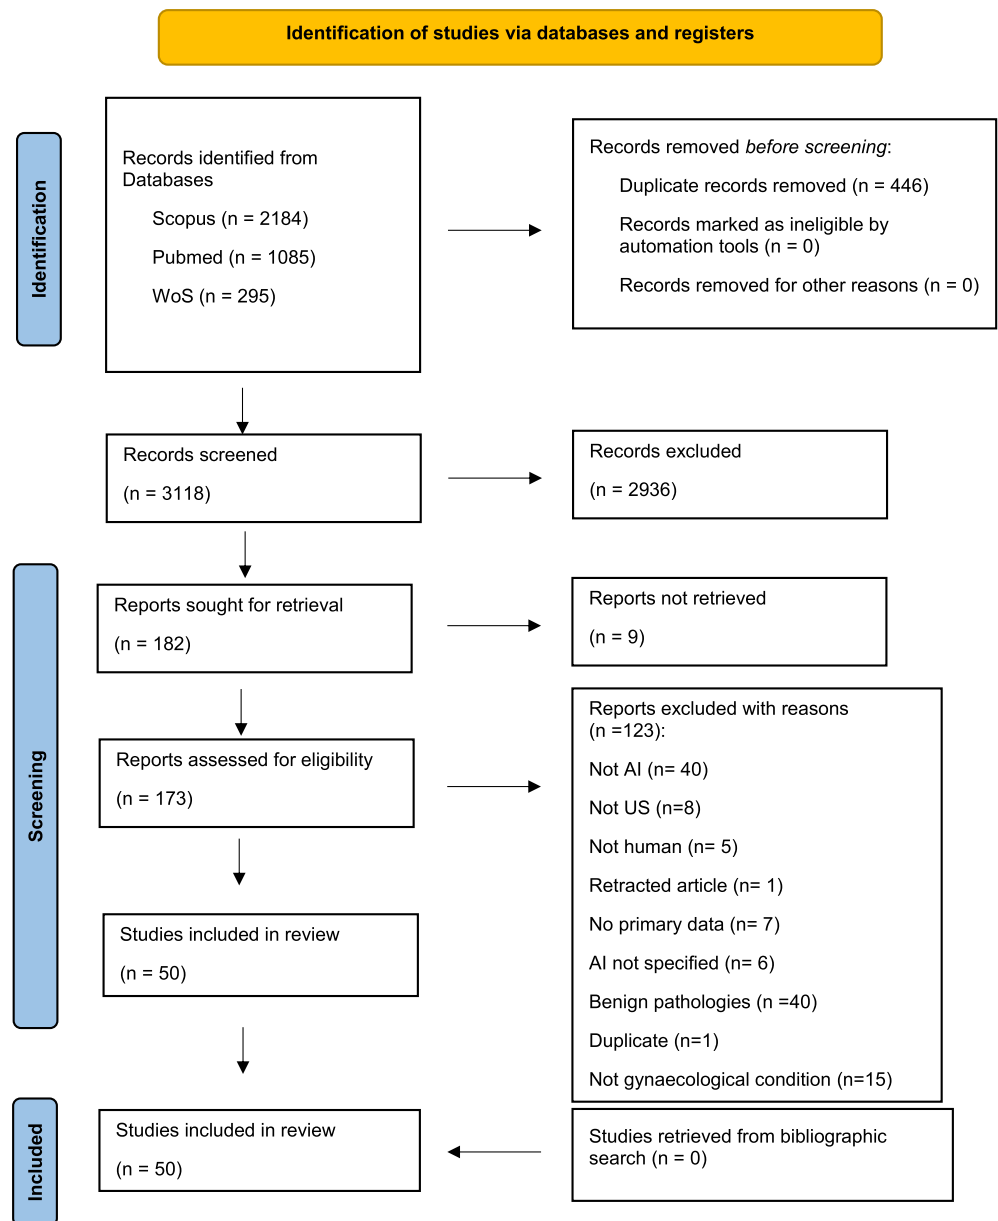 Identification of studies via databases and registers
Identification
Records identified from
Databases
Scopus (n = 2184)
Pubmed (n = 1085)
WoS (n = 295)
Records removed before screening:
Duplicate records removed (n = 446)
Records marked as ineligible by
automation tools (n = 0)
Records removed for other reasons (n = 0)
Records screened
(n = 3118)
Records excluded
(n = 2936)
Screening
Reports sought for retrieval
(n = 182)
Reports not retrieved
(n = 9)
Reports assessed for eligibility
(n = 173)
Reports excluded with reasons
(n =123):
Not AI (n= 40)
Not US (n=8)
Not human (n= 5)
Retracted article (n= 1)
No primary data (n= 7)
AI not specified (n= 6)
Benign pathologies (n =40)
Duplicate (n=1)
Not gynaecological condition (n=15)
Studies included in review
(n = 50)
Included
Studies included in review
(n = 50)
Studies retrieved from bibliographic
search (n = 0)